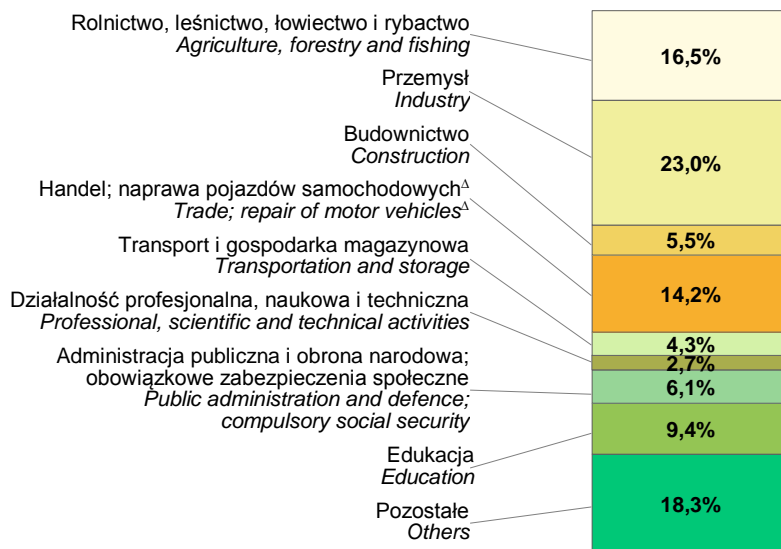 Rolnictwo, leśnictwo, łowiectwo i rybactwo
Agriculture, forestry and fishing
16,5%
Przemysł
Industry
23,0%
Budownictwo
Construction
5,5%
Handel; naprawa pojazdów samochodowych∆
Trade; repair of motor vehicles∆
14,2%
Transport i gospodarka magazynowa
Transportation and storage
4,3%
Działalność profesjonalna, naukowa i techniczna
Professional, scientific and technical activities
2,7%
Administracja publiczna i obrona narodowa;
obowiązkowe zabezpieczenia społeczne
Public administration and defence;
compulsory social security
6,1%
Edukacja
Education
9,4%
Pozostałe
Others
18,3%